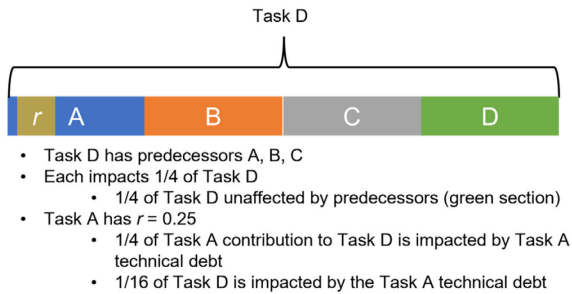 Task D
r A B C D
• Task D has predecessors A, B, C
• Each impacts 1/4 of Task D
• 1/4 of Task D unaffected by predecessors (green section)
• Task A has r = 0.25
• 1/4 of Task A contribution to Task D is impacted by Task A
technical debt
• 1/16 of Task D is impacted by the Task A technical debt